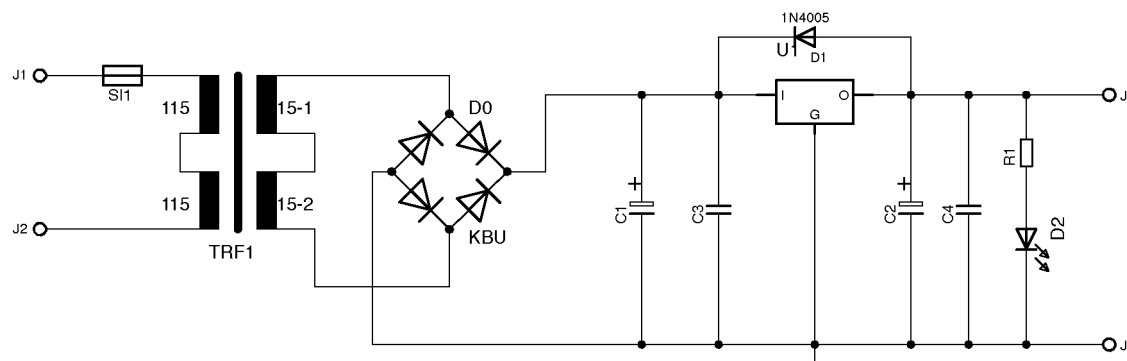 1N4005
U1
D1
J1
SI1
115
15-1
D0
I
O
G
J
R1
115
15-2
C1
+
C3
C2
+
C4
D2
J2
TRF1
KBU
J